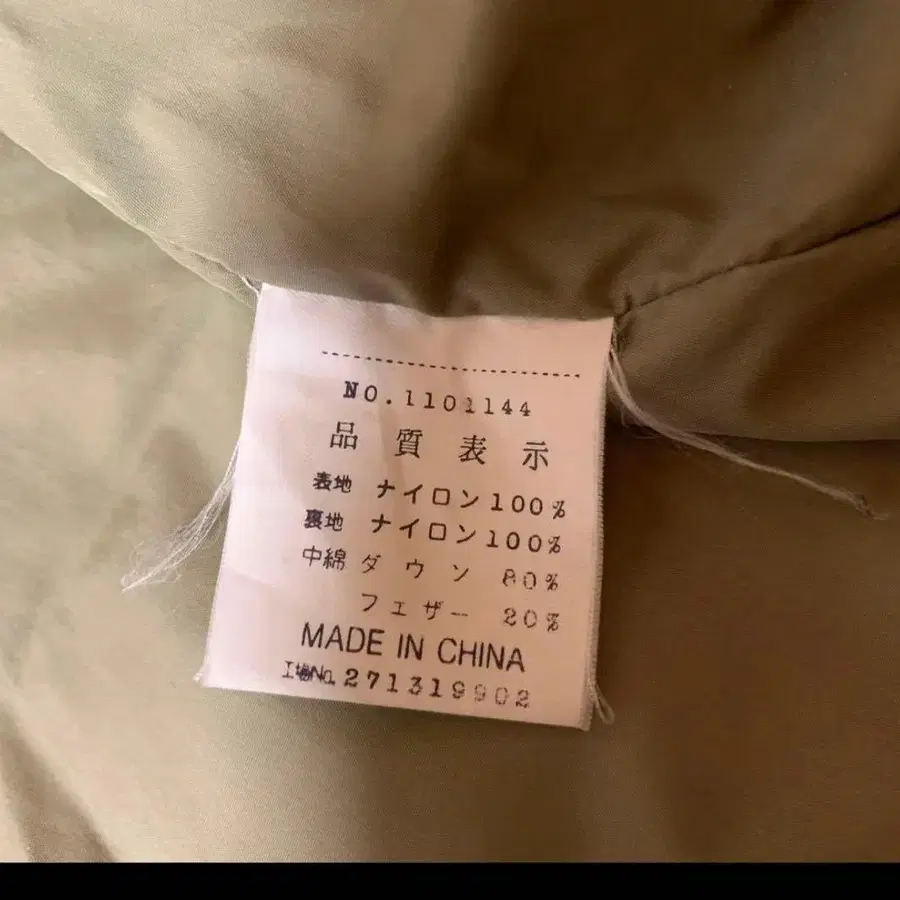 NO.1101144
品質表示
表地 ナイロン100%
裏地 ナイロン100%
中綿 ダウン 80%
フェザー 20%
MADE IN CHINA
工場No.271319902